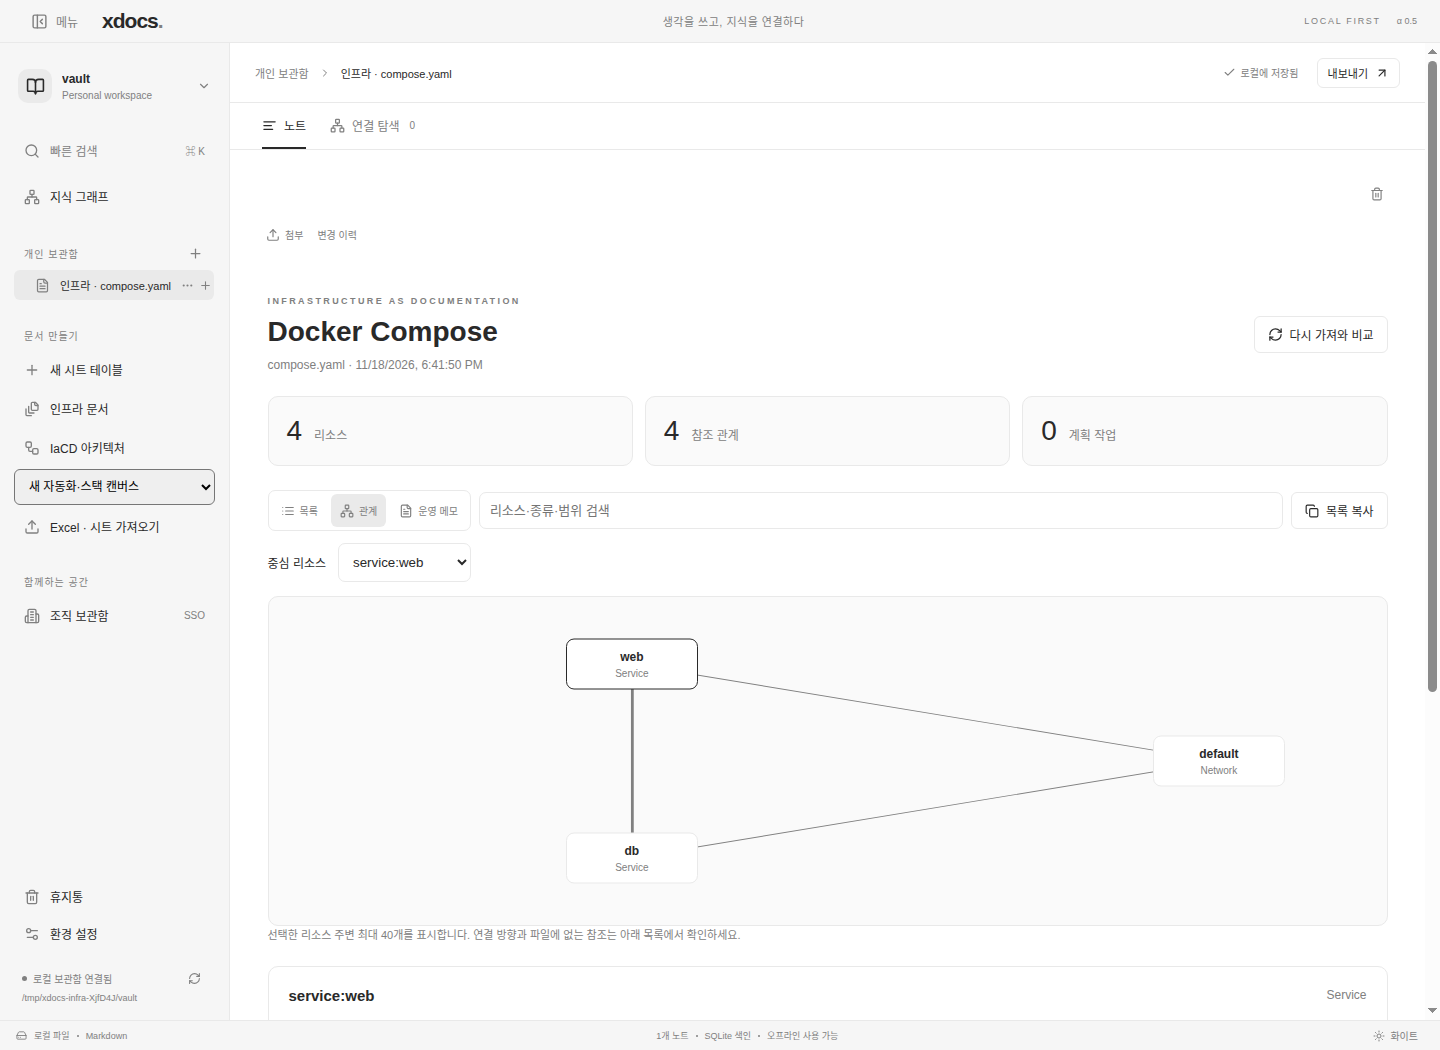 메뉴
xdocs.
생각을 쓰고, 지식을 연결하다
LOCAL FIRST
α 0.5
vault
Personal workspace
빠른 검색
⌘ K
지식 그래프
개인 보관함
인프라 · compose.yaml
문서 만들기
새 시트 테이블
인프라 문서
IaCD 아키텍처
새 자동화·스택 캔버스
Excel · 시트 가져오기
함께하는 공간
조직 보관함
SSO
휴지통
환경 설정
로컬 보관함 연결됨
/tmp/xdocs-infra-XjfD4J/vault
개인 보관함
인프라 · compose.yaml
로컬에 저장됨
내보내기
노트
연결 탐색
0
첨부
변경 이력
INFRASTRUCTURE AS DOCUMENTATION
Docker Compose
compose.yaml · 11/18/2026, 6:41:50 PM
다시 가져와 비교
4 리소스
4 참조 관계
0 계획 작업
목록
관계
운영 메모
리소스·종류·범위 검색
목록 복사
중심 리소스
service:web
web
Service
default
Network
db
Service
선택한 리소스 주변 최대 40개를 표시합니다. 연결 방향과 파일에 없는 참조는 아래 목록에서 확인하세요.
service:web
Service
로컬 파일 • Markdown
1개 노트 • SQLite 색인 • 오프라인 사용 가능
화이트